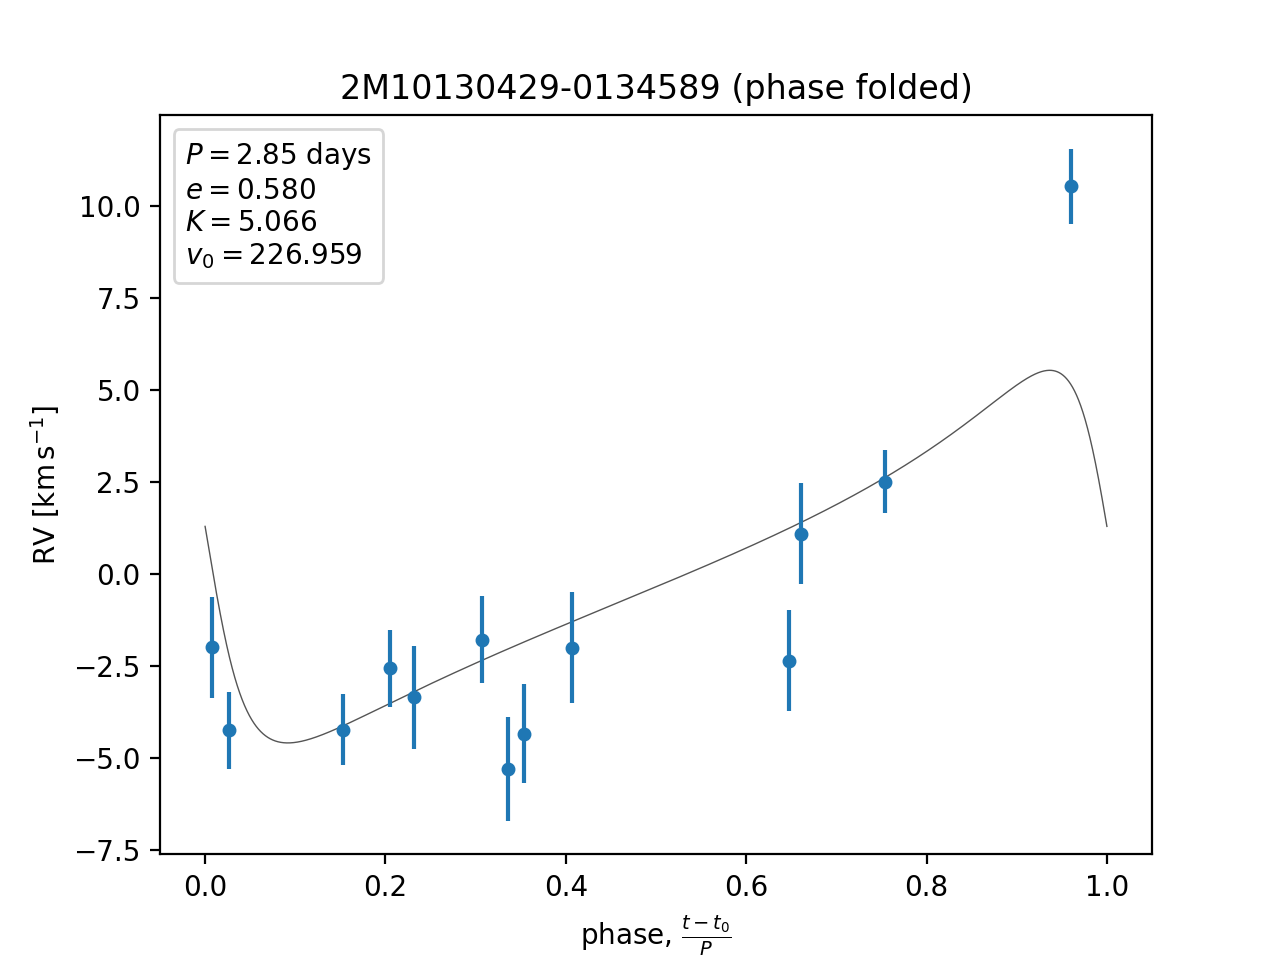 2M10130429-0134589 (phase folded)
P = 2.85 days
e = 0.580
K = 5.066
v₀ = 226.959
10.0
7.5
5.0
2.5
0.0
−2.5
−5.0
−7.5
RV [km s⁻¹]
0.0 0.2 0.4 0.6 0.8 1.0
phase, (t − t₀)/P